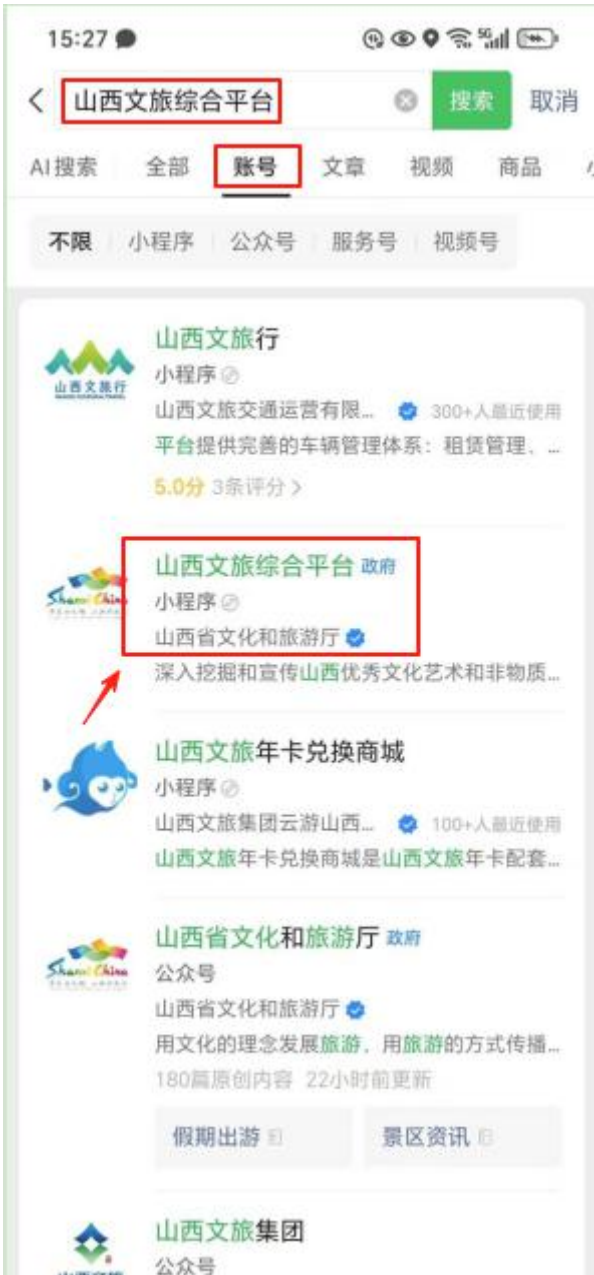 15:27
5G
山西文旅综合平台 搜索 取消
AI搜索 全部 账号 文章 视频 商品
不限 小程序 公众号 服务号 视频号
山西文旅行
小程序
山西文旅行
山西文旅交通运营有限... 300+人最近使用
平台提供完善的车辆管理体系：租赁管理、...
5.0分 3条评分
山西文旅综合平台 政府
小程序
Shanxi China
山西省文化和旅游厅
深入挖掘和宣传山西优秀文化艺术和非物质...
山西文旅年卡兑换商城
小程序
山西文旅集团云游山西... 100+人最近使用
山西文旅年卡兑换商城是山西文旅年卡配套...
山西省文化和旅游厅 政府
公众号
Shanxi China
山西省文化和旅游厅
用文化的理念发展旅游，用旅游的方式传播...
180篇原创内容 22小时前更新
假期出游 景区资讯
山西文旅集团
公众号